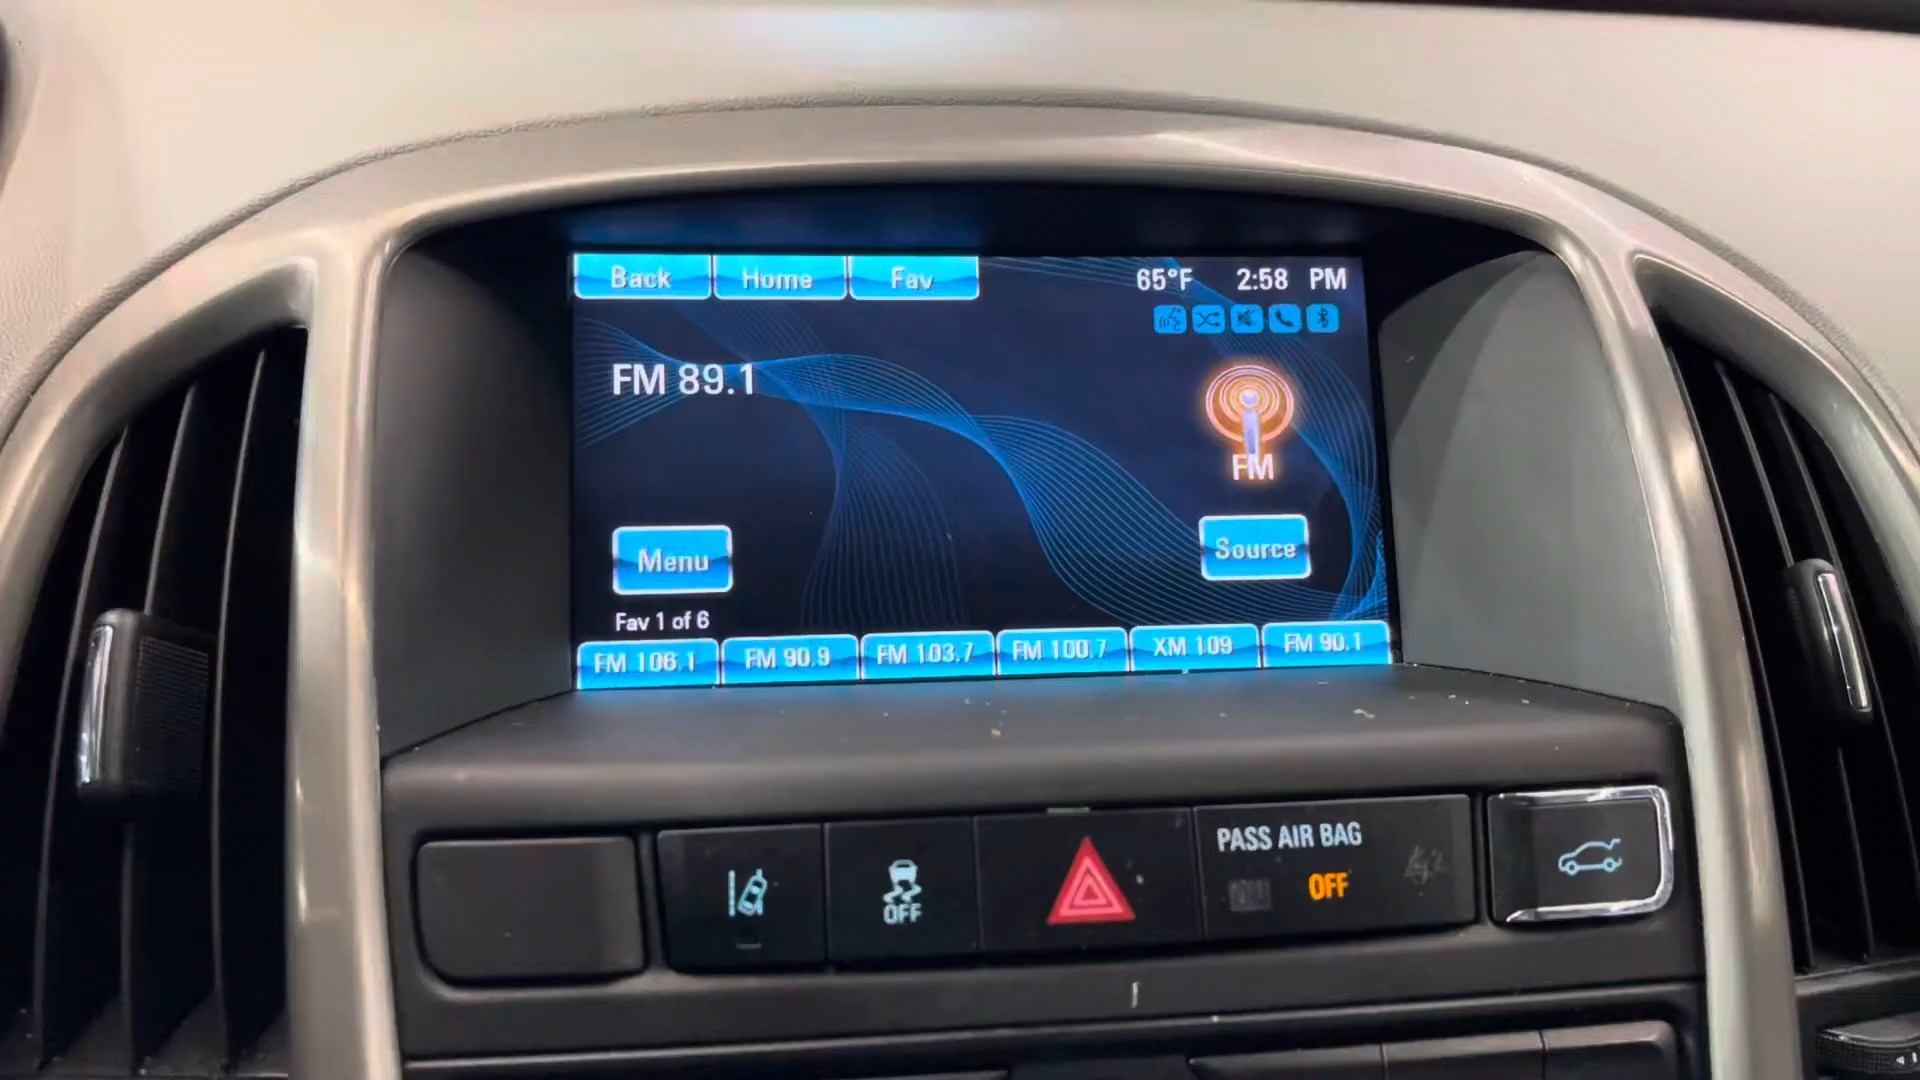 Back Home Fav 65°F 2:58 PM
FM 89.1
FM
Menu Source
Fav 1 of 6
FM 106.1 FM 90.9 FM 103.7 FM 100.7 XM 109 FM 90.1
PASS AIR BAG
OFF OFF